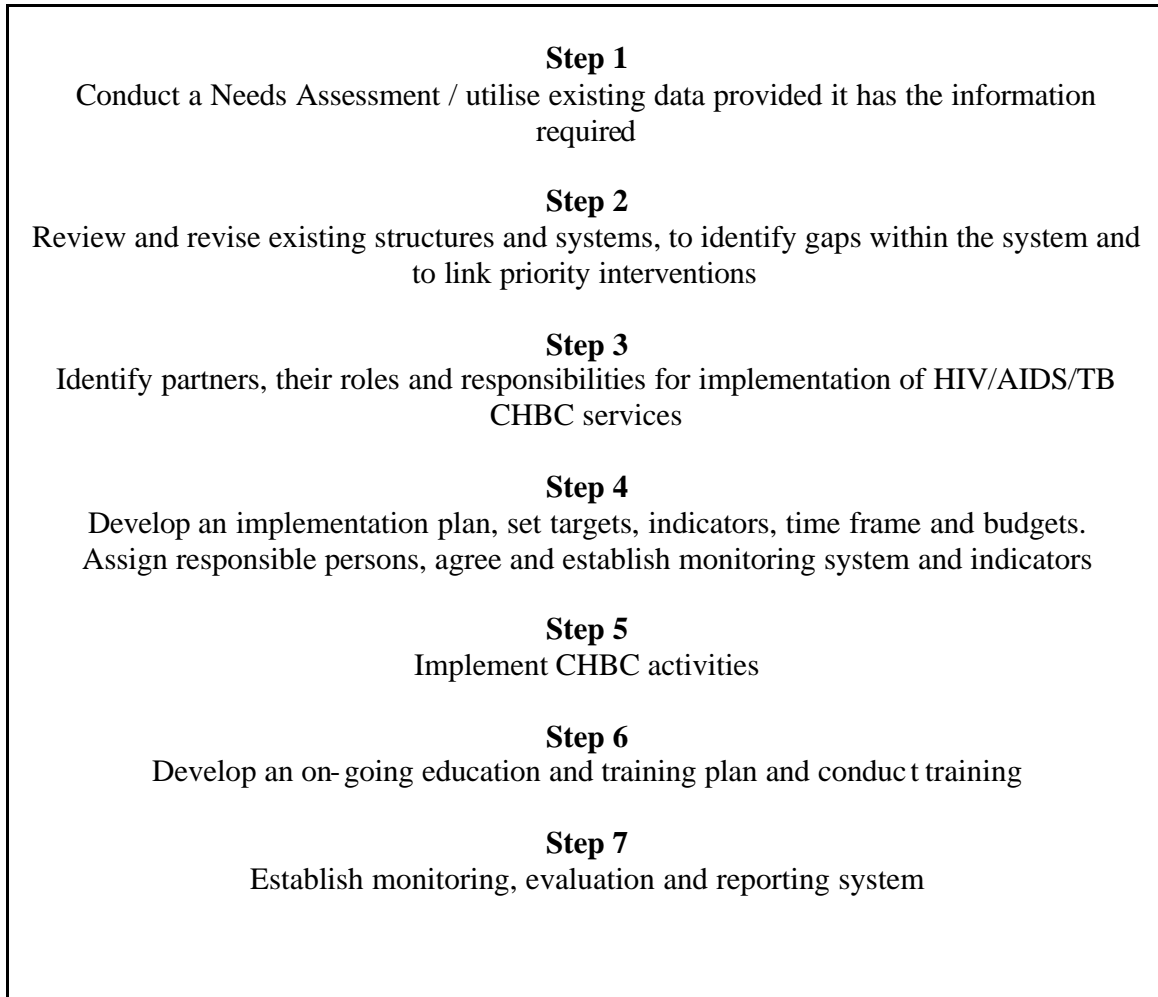 Step 1
Conduct a Needs Assessment / utilise existing data provided it has the information
required
Step 2
Review and revise existing structures and systems, to identify gaps within the system and
to link priority interventions
Step 3
Identify partners, their roles and responsibilities for implementation of HIV/AIDS/TB
CHBC services
Step 4
Develop an implementation plan, set targets, indicators, time frame and budgets.
Assign responsible persons, agree and establish monitoring system and indicators
Step 5
Implement CHBC activities
Step 6
Develop an on-going education and training plan and conduct training
Step 7
Establish monitoring, evaluation and reporting system